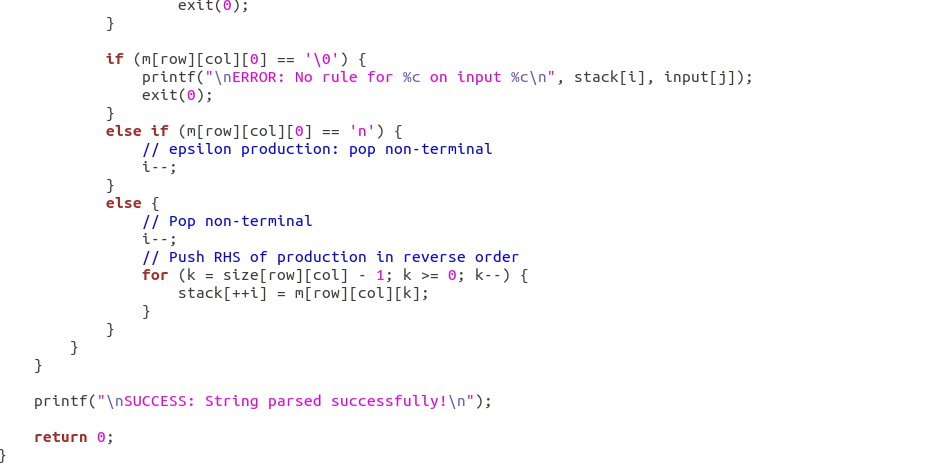 exit(0);
            }

            if (m[row][col][0] == '\0') {
                printf("\nERROR: No rule for %c on input %c\n", stack[i], input[j]);
                exit(0);
            }
            else if (m[row][col][0] == 'n') {
                // epsilon production: pop non-terminal
                i--;
            }
            else {
                // Pop non-terminal
                i--;
                // Push RHS of production in reverse order
                for (k = size[row][col] - 1; k >= 0; k--) {
                    stack[++i] = m[row][col][k];
                }
            }
        }
    }

    printf("\nSUCCESS: String parsed successfully!\n");

    return 0;
}